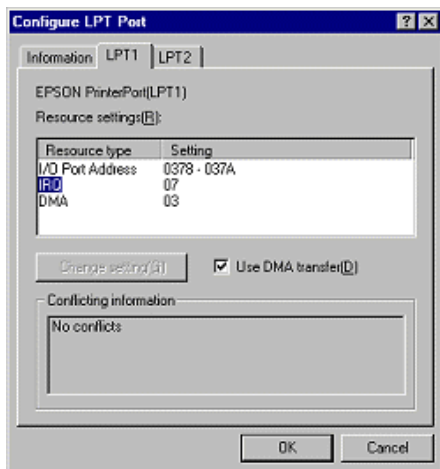 Configure LPT Port
Information LPT1 LPT2
EPSON PrinterPort(LPT1)
Resource settings(R):
Resource type Setting
I/O Port Address 0378 - 037A
IRQ 07
DMA 03
Change setting(G) Use DMA transfer(D)
Conflicting information
No conflicts
OK Cancel